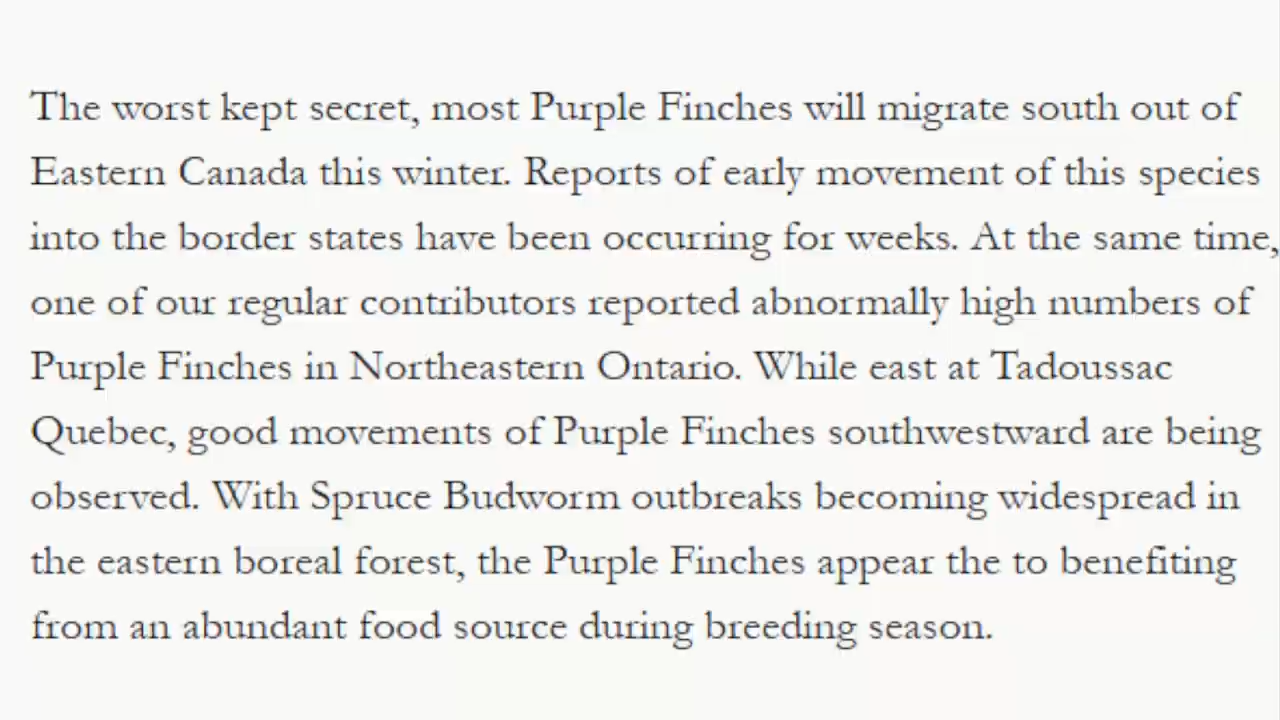 The worst kept secret, most Purple Finches will migrate south out of
Eastern Canada this winter. Reports of early movement of this species
into the border states have been occurring for weeks. At the same time,
one of our regular contributors reported abnormally high numbers of
Purple Finches in Northeastern Ontario. While east at Tadoussac
Quebec, good movements of Purple Finches southwestward are being
observed. With Spruce Budworm outbreaks becoming widespread in
the eastern boreal forest, the Purple Finches appear the to benefiting
from an abundant food source during breeding season.